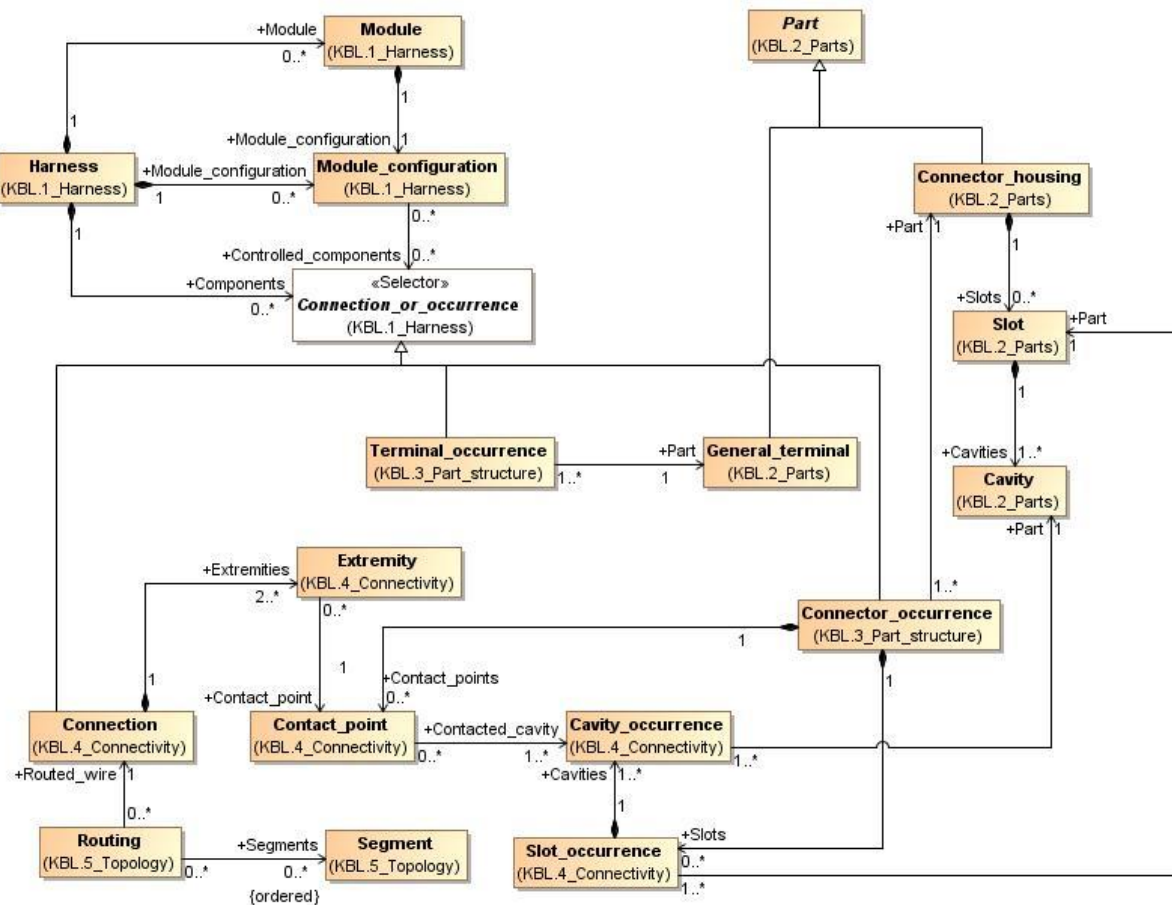 +Module
0..*
Module
(KBL.1_Harness)
Part
(KBL.2_Parts)
1
1
+Module_configuration
1
Harness
(KBL.1_Harness)
+Module_configuration
1
0..*
Module_configuration
(KBL.1_Harness)
Connector_housing
(KBL.2_Parts)
1
0..*
+Part
1
1
+Controlled_components
0..*
+Components
0..*
«Selector»
Connection_or_occurrence
(KBL.1_Harness)
+Slots
0..*
Slot
(KBL.2_Parts)
+Part
1
1
Terminal_occurrence
(KBL.3_Part_structure)
1..*
+Part
1
General_terminal
(KBL.2_Parts)
+Cavities
1..*
Cavity
(KBL.2_Parts)
+Part
1
+Extremities
2..*
Extremity
(KBL.4_Connectivity)
0..*
1..*
Connector_occurrence
(KBL.3_Part_structure)
1
1
1
1
+Contact_points
0..*
+Contact_point
Connection
(KBL.4_Connectivity)
Contact_point
(KBL.4_Connectivity)
+Contacted_cavity
0..*
1..*
Cavity_occurrence
(KBL.4_Connectivity)
1..*
+Routed_wire
1
+Cavities
1..*
0..*
1
Routing
(KBL.5_Topology)
+Segments
0..*
0..*
{ordered}
Segment
(KBL.5_Topology)
Slot_occurrence
(KBL.4_Connectivity)
+Slots
0..*
1..*